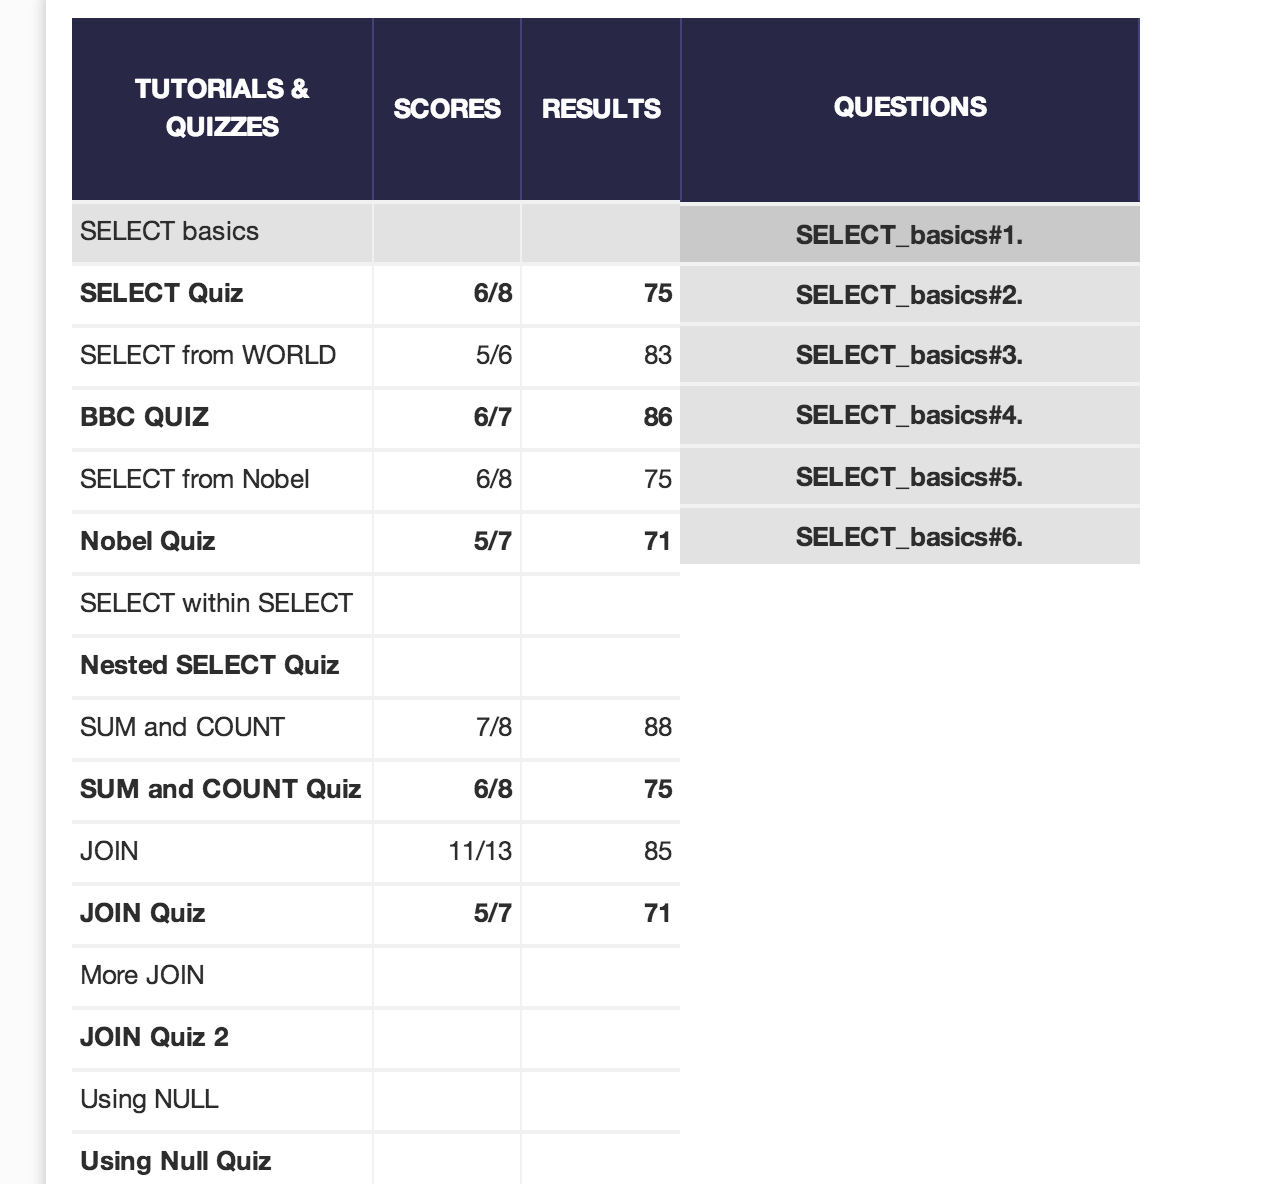 TUTORIALS &
QUIZZES
SCORES
RESULTS
QUESTIONS
SELECT basics
SELECT_basics#1.
SELECT Quiz 6/8 75
SELECT_basics#2.
SELECT from WORLD 5/6 83
SELECT_basics#3.
BBC QUIZ 6/7 86
SELECT_basics#4.
SELECT from Nobel 6/8 75
SELECT_basics#5.
Nobel Quiz 5/7 71
SELECT_basics#6.
SELECT within SELECT
Nested SELECT Quiz
SUM and COUNT 7/8 88
SUM and COUNT Quiz 6/8 75
JOIN 11/13 85
JOIN Quiz 5/7 71
More JOIN
JOIN Quiz 2
Using NULL
Using Null Quiz